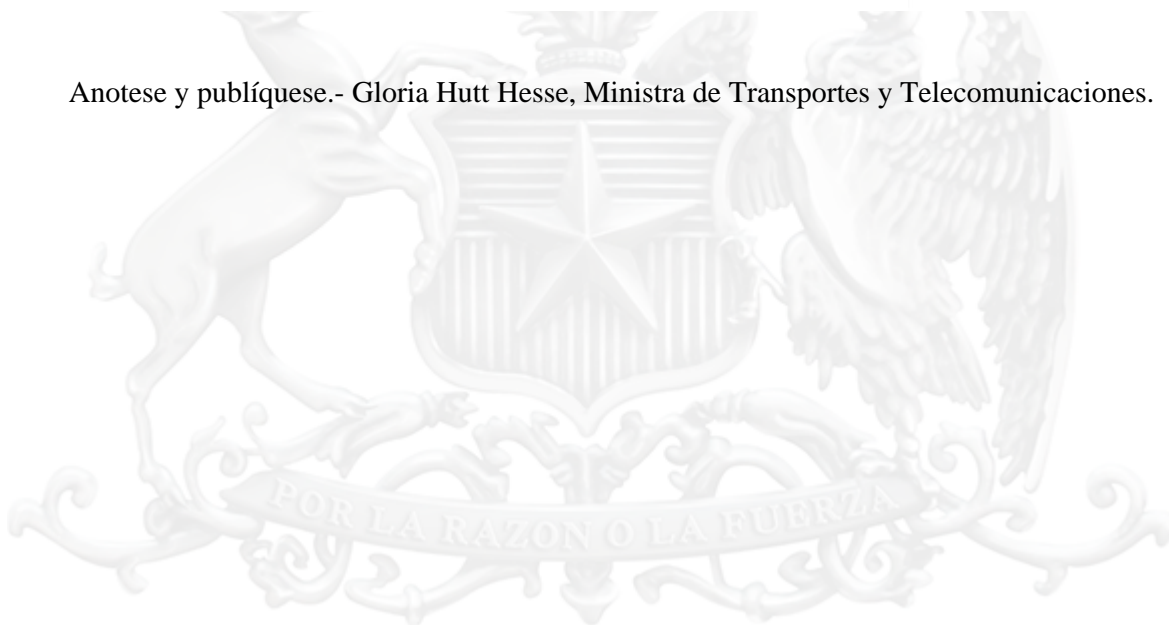 Anotese y publíquese.- Gloria Hutt Hesse, Ministra de Transportes y Telecomunicaciones.
POR LA RAZON O LA FUERZA